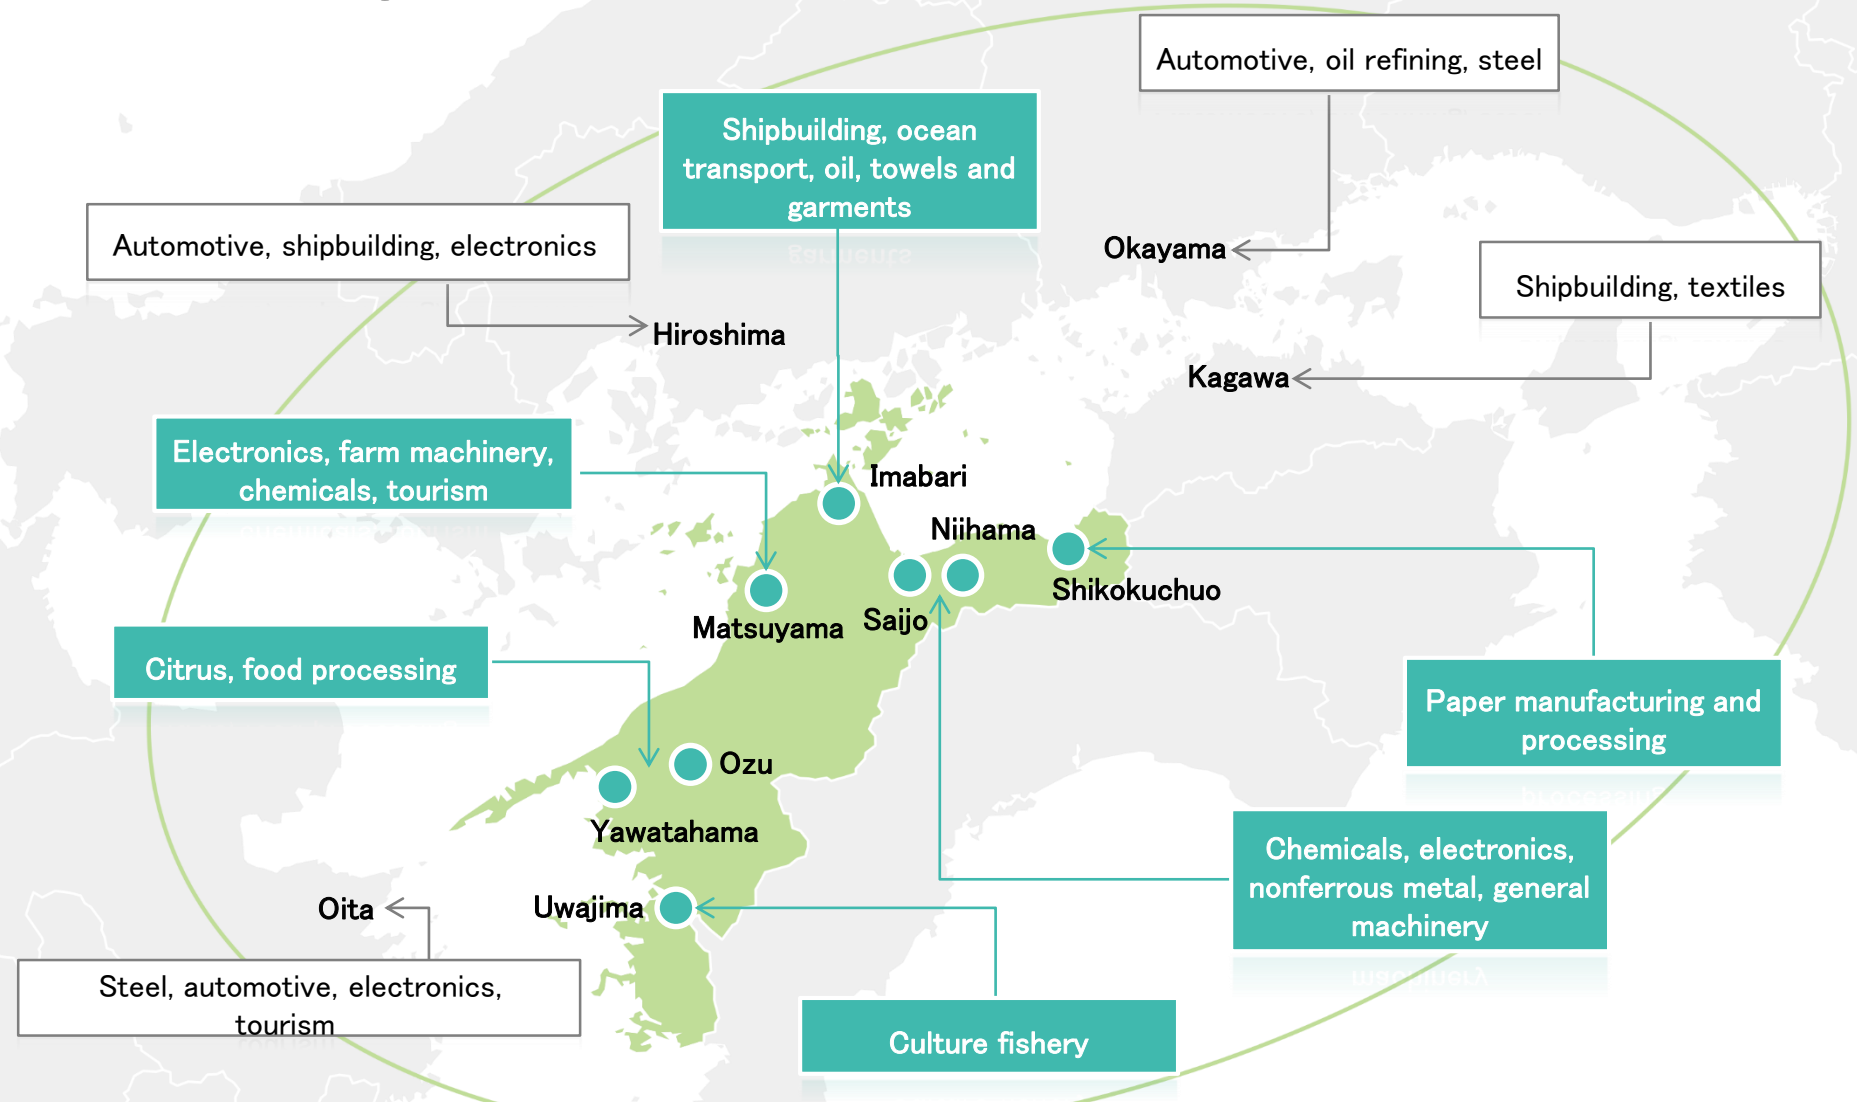 Automotive, oil refining, steel
Shipbuilding, ocean
transport, oil, towels and
garments
Automotive, shipbuilding, electronics
Okayama
Shipbuilding, textiles
Hiroshima
Kagawa
Electronics, farm machinery,
chemicals, tourism
Imabari
Niihama
Shikokuchuo
Saijo
Matsuyama
Citrus, food processing
Paper manufacturing and
processing
Ozu
Yawatahama
Chemicals, electronics,
nonferrous metal, general
machinery
Oita
Uwajima
Steel, automotive, electronics,
tourism
Culture fishery